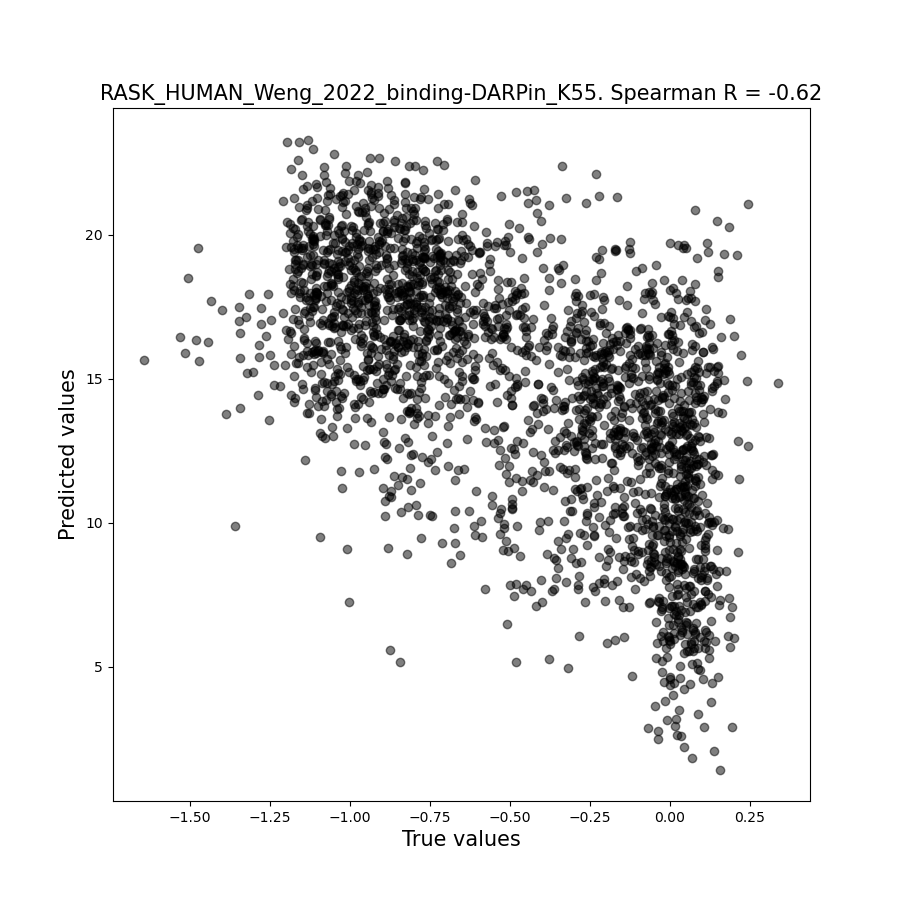 RASK_HUMAN_Weng_2022_binding-DARPin_K55. Spearman R = -0.62
20
15
10
5
Predicted values
−1.50 −1.25 −1.00 −0.75 −0.50 −0.25 0.00 0.25
True values